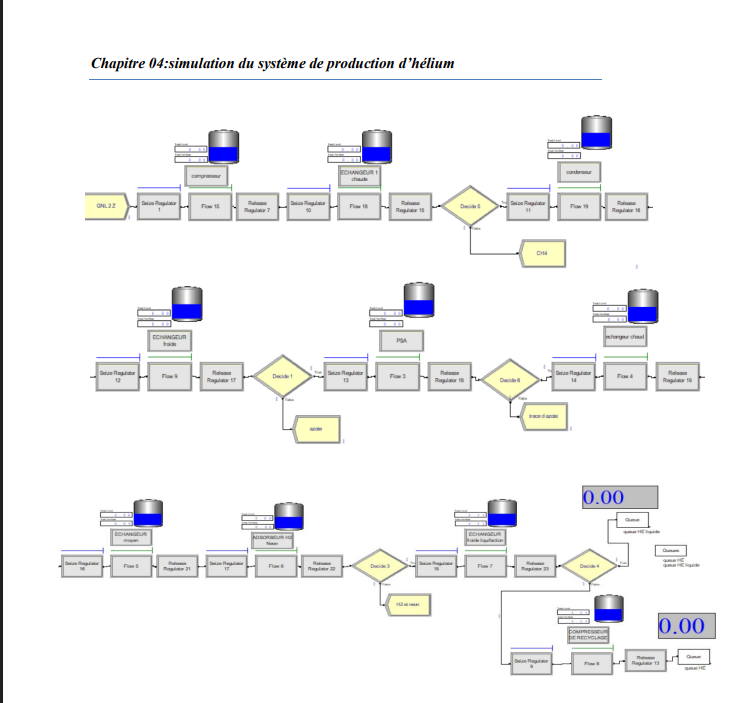 Chapitre 04:simulation du système de production d'hélium
compresseur
ECHANGEUR 1
chaude
condenseur
GNL 2 Z
Seize Regulator
1
Flow 15
Release
Regulator 7
Seize Regulator
10
Flow 18
Release
Regulator 15
Decide 5
True
False
Seize Regulator
11
Flow 19
Release
Regulator 16
CH4
ECHANGEUR
froide
PSA
echangeur chaud
Seize Regulator
12
Flow 9
Release
Regulator 17
Decide 1
True
False
Seize Regulator
13
Flow 3
Release
Regulator 18
Decide 6
False
Seize Regulator
14
Flow 4
Release
Regulator 19
azote
trace d azote
0.00
ECHANGEUR
moyen
ADSORBEUR H2
Neon
ECHANGEUR
froide liquifaction
Queue
queue HE liquide
Queues
queue HE
queue HE liquide
Seize Regulator
16
Flow 5
Release
Regulator 21
Seize Regulator
17
Flow 6
Release
Regulator 22
Decide 3
True
False
Seize Regulator
Flow 7
Release
Regulator 23
Decide 4
True
False
H2 et neon
COMPRESSEUR
DE RECYCLAGE
0.00
Seize Regulator
9
Flow 8
Release
Regulator 13
Queue
queue HE